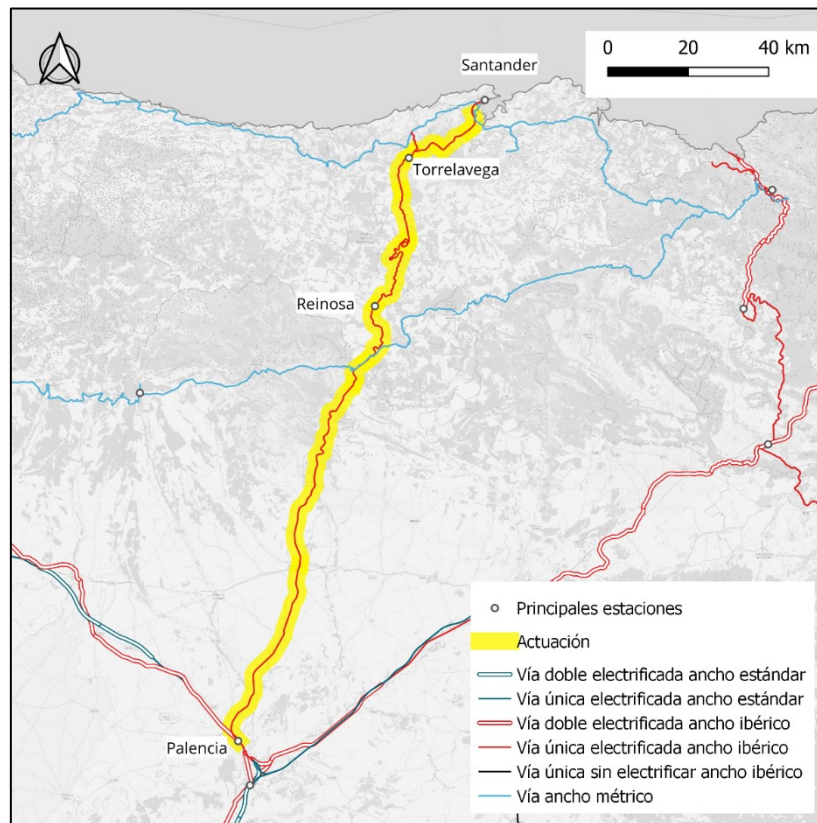 0 20 40 km
Santander
Torrelavega
Reinosa
Palencia
Principales estaciones
Actuación
Vía doble electrificada ancho estándar
Vía única electrificada ancho estándar
Vía doble electrificada ancho ibérico
Vía única electrificada ancho ibérico
Vía única sin electrificar ancho ibérico
Vía ancho métrico